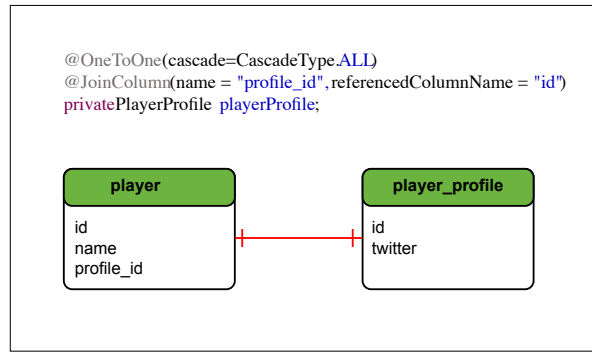 @OneToOne(cascade=CascadeType.ALL)
@JoinColumn(name = "profile_id",referencedColumnName = "id")
privatePlayerProfile playerProfile;
player
id
name
profile_id
player_profile
id
twitter